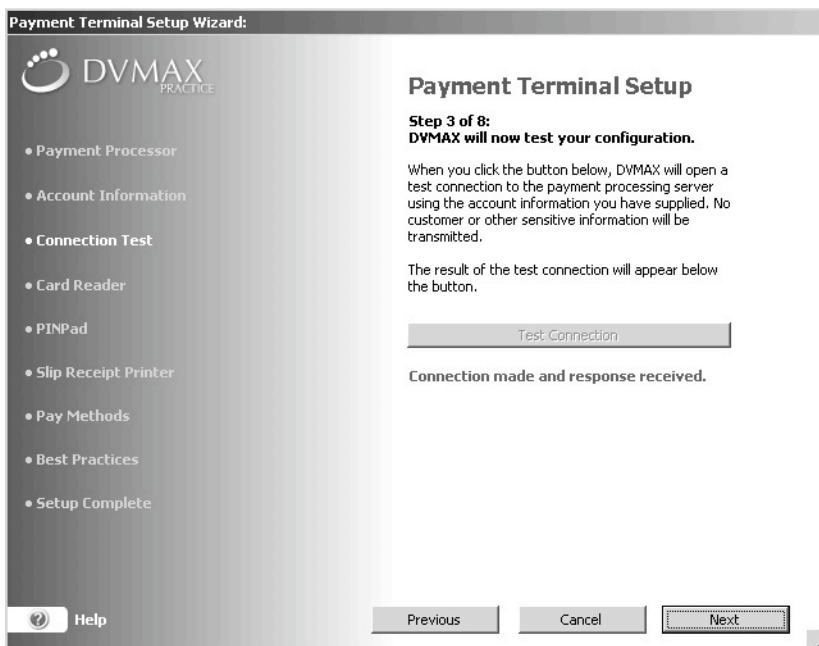 Payment Terminal Setup Wizard:
DVMAX
PRACTICE
• Payment Processor
• Account Information
• Connection Test
• Card Reader
• PINPad
• Slip Receipt Printer
• Pay Methods
• Best Practices
• Setup Complete
? Help
Payment Terminal Setup
Step 3 of 8:
DVMAX will now test your configuration.
When you click the button below, DVMAX will open a
test connection to the payment processing server
using the account information you have supplied. No
customer or other sensitive information will be
transmitted.
The result of the test connection will appear below
the button.
Test Connection
Connection made and response received.
Previous
Cancel
Next